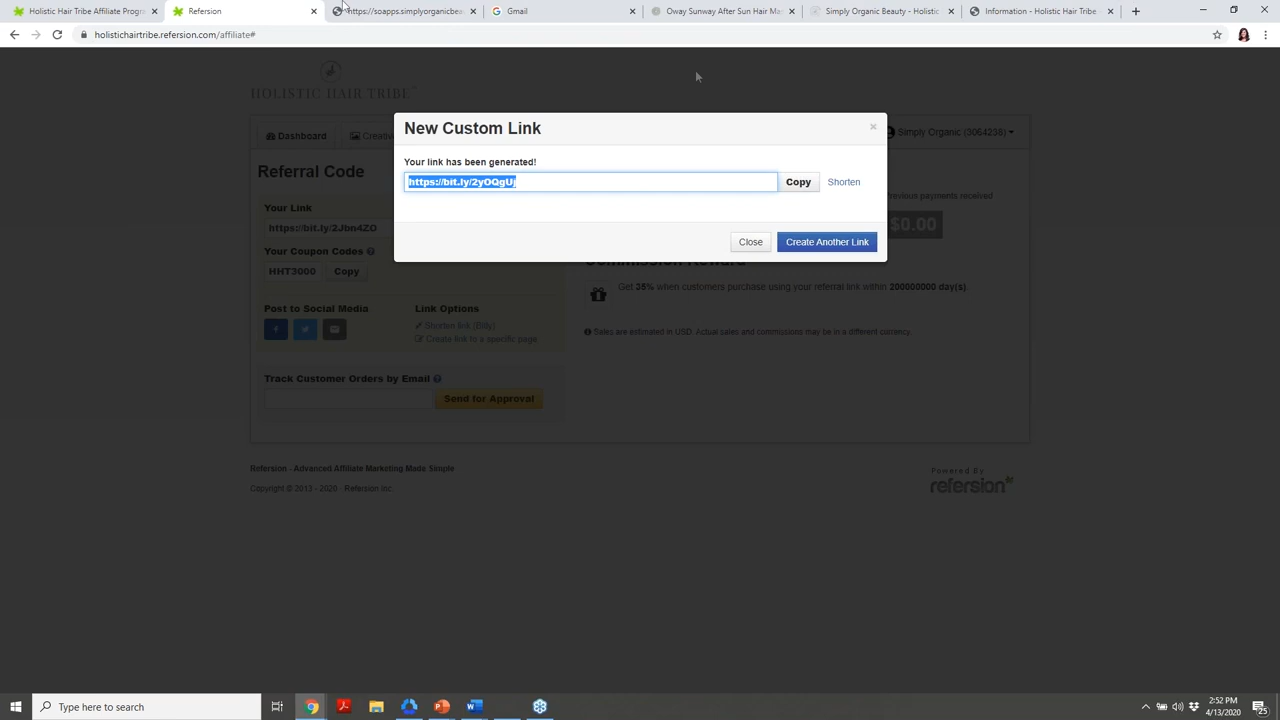 Holistic Hair Tribe Affiliate Progra
Refersion
https://soapps.simplyorganicbea
Gmail
Oway Sunway After Sun Hair Ma
Simply Organic Beauty - Holistic
Information - Holistic Hair Tribe
holistichairtribe.refersion.com/affiliate#
HOLISTIC HAIR TRIBE
Dashboard
Creativ
Simply Organic (3064238)
New Custom Link
Your link has been generated!
https://bit.ly/2yOQgUj
Copy
Shorten
Close
Create Another Link
Referral Code
Your Link
https://bit.ly/2Jbn4ZO
Your Coupon Codes
HHT3000
Copy
Post to Social Media
Link Options
Shorten link (Bitly)
Create link to a specific page
Previous payments received
$0.00
Commission Reward
Get 35% when customers purchase using your referral link within 200000000 day(s).
Sales are estimated in USD. Actual sales and commissions may be in a different currency.
Track Customer Orders by Email
Send for Approval
Refersion - Advanced Affiliate Marketing Made Simple
Copyright © 2013 - 2020 · Refersion Inc.
Powered By
refersion
Type here to search
2:52 PM
4/13/2020
25